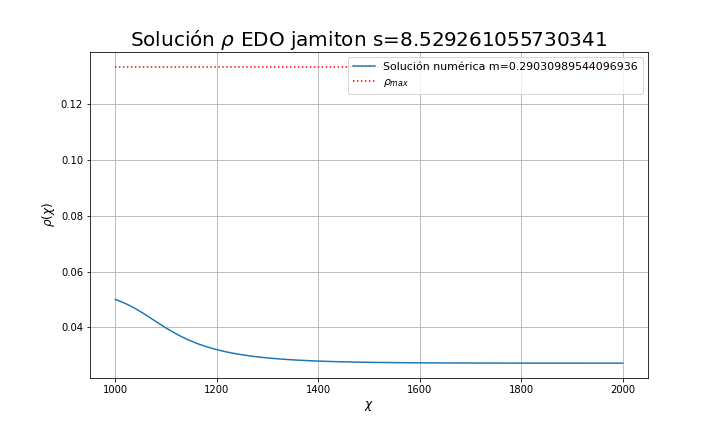 Solución ρ EDO jamiton s=8.529261055730341
Solución numérica m=0.29030989544096936
ρmax
0.12
0.10
0.08
0.06
0.04
ρ(χ)
1000 1200 1400 1600 1800 2000
χ